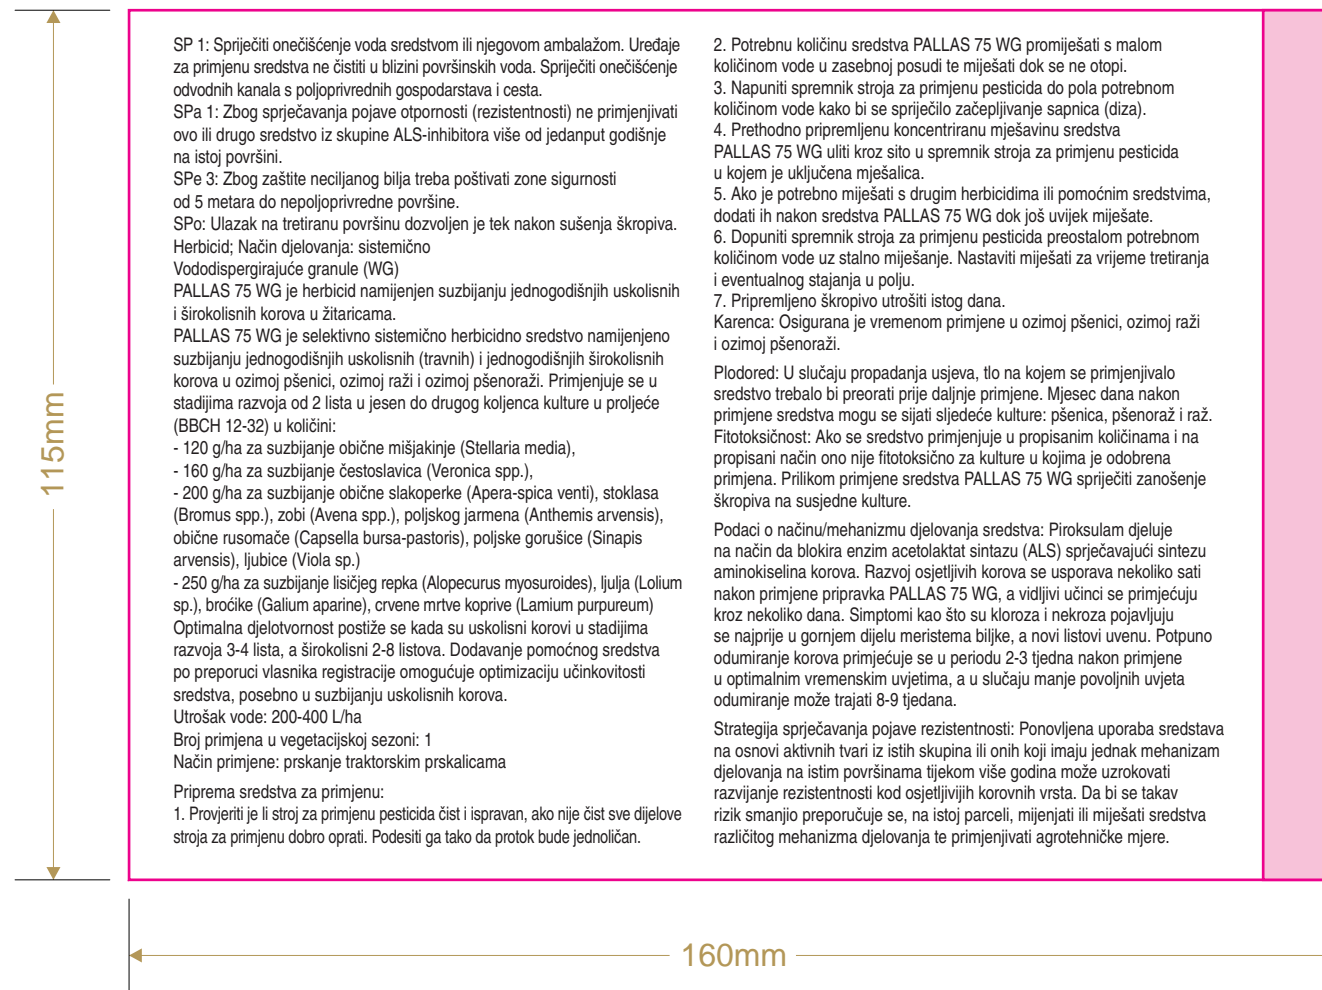 SP 1: Spriječiti onečišćenje voda sredstvom ili njegovom ambalažom. Uređaje
za primjenu sredstva ne čistiti u blizini površinskih voda. Spriječiti onečišćenje
odvodnih kanala s poljoprivrednih gospodarstava i cesta.
SPa 1: Zbog sprječavanja pojave otpornosti (rezistentnosti) ne primjenjivati
ovo ili drugo sredstvo iz skupine ALS-inhibitora više od jedanput godišnje
na istoj površini.
SPe 3: Zbog zaštite neciljanog bilja treba poštivati zone sigurnosti
od 5 metara do nepoljoprivredne površine.
SPo: Ulazak na tretiranu površinu dozvoljen je tek nakon sušenja škropiva.
Herbicid; Način djelovanja: sistemično
Vododispergirajuće granule (WG)
PALLAS 75 WG je herbicid namijenjen suzbijanju jednogodišnjih uskolisnih
i širokolisnih korova u žitaricama.
PALLAS 75 WG je selektivno sistemično herbicidno sredstvo namijenjeno
suzbijanju jednogodišnjih uskolisnih (travnih) i jednogodišnjih širokolisnih
korova u ozimoj pšenici, ozimoj raži i ozimoj pšenoraži. Primjenjuje se u
stadijima razvoja od 2 lista u jesen do drugog koljenca kulture u proljeće
(BBCH 12-32) u količini:
- 120 g/ha za suzbijanje obične mišjakinje (Stellaria media),
- 160 g/ha za suzbijanje čestoslavica (Veronica spp.),
- 200 g/ha za suzbijanje obične slakoperke (Apera-spica venti), stoklasa
(Bromus spp.), zobi (Avena spp.), poljskog jarmena (Anthemis arvensis),
obične rusomače (Capsella bursa-pastoris), poljske gorušice (Sinapis
arvensis), ljubice (Viola sp.)
- 250 g/ha za suzbijanje lisičjeg repka (Alopecurus myosuroides), ljulja (Lolium
sp.), broćike (Galium aparine), crvene mrtve koprive (Lamium purpureum)
Optimalna djelotvornost postiže se kada su uskolisni korovi u stadijima
razvoja 3-4 lista, a širokolisni 2-8 listova. Dodavanje pomoćnog sredstva
po preporuci vlasnika registracije omogućuje optimizaciju učinkovitosti
sredstva, posebno u suzbijanju uskolisnih korova.
Utrošak vode: 200-400 L/ha
Broj primjena u vegetacijskoj sezoni: 1
Način primjene: prskanje traktorskim prskalicama
Priprema sredstva za primjenu:
1. Provjeriti je li stroj za primjenu pesticida čist i ispravan, ako nije čist sve dijelove
stroja za primjenu dobro oprati. Podesiti ga tako da protok bude jednoličan.
2. Potrebnu količinu sredstva PALLAS 75 WG promiješati s malom
količinom vode u zasebnoj posudi te miješati dok se ne otopi.
3. Napuniti spremnik stroja za primjenu pesticida do pola potrebnom
količinom vode kako bi se spriječilo začepljivanje sapnica (diza).
4. Prethodno pripremljenu koncentriranu mješavinu sredstva
PALLAS 75 WG uliti kroz sito u spremnik stroja za primjenu pesticida
u kojem je uključena mješalica.
5. Ako je potrebno miješati s drugim herbicidima ili pomoćnim sredstvima,
dodati ih nakon sredstva PALLAS 75 WG dok još uvijek miješate.
6. Dopuniti spremnik stroja za primjenu pesticida preostalom potrebnom
količinom vode uz stalno miješanje. Nastaviti miješati za vrijeme tretiranja
i eventualnog stajanja u polju.
7. Pripremljeno škropivo utrošiti istog dana.
Karenca: Osigurana je vremenom primjene u ozimoj pšenici, ozimoj raži
i ozimoj pšenoraži.
Plodored: U slučaju propadanja usjeva, tlo na kojem se primjenjivalo
sredstvo trebalo bi preorati prije daljnje primjene. Mjesec dana nakon
primjene sredstva mogu se sijati sljedeće kulture: pšenica, pšenoraž i raž.
Fitotoksičnost: Ako se sredstvo primjenjuje u propisanim količinama i na
propisani način ono nije fitotoksično za kulture u kojima je odobrena
primjena. Prilikom primjene sredstva PALLAS 75 WG spriječiti zanošenje
škropiva na susjedne kulture.
Podaci o načinu/mehanizmu djelovanja sredstva: Piroksulam djeluje
na način da blokira enzim acetolaktat sintazu (ALS) sprječavajući sintezu
aminokiselina korova. Razvoj osjetljivih korova se usporava nekoliko sati
nakon primjene pripravka PALLAS 75 WG, a vidljivi učinci se primjećuju
kroz nekoliko dana. Simptomi kao što su kloroza i nekroza pojavljuju
se najprije u gornjem dijelu meristema biljke, a novi listovi uvenu. Potpuno
odumiranje korova primjećuje se u periodu 2-3 tjedna nakon primjene
u optimalnim vremenskim uvjetima, a u slučaju manje povoljnih uvjeta
odumiranje može trajati 8-9 tjedana.
Strategija sprječavanja pojave rezistentnosti: Ponovljena uporaba sredstava
na osnovi aktivnih tvari iz istih skupina ili onih koji imaju jednak mehanizam
djelovanja na istim površinama tijekom više godina može uzrokovati
razvijanje rezistentnosti kod osjetljivijih korovnih vrsta. Da bi se takav
rizik smanjio preporučuje se, na istoj parceli, mijenjati ili miješati sredstva
različitog mehanizma djelovanja te primjenjivati agrotehničke mjere.
115mm
160mm